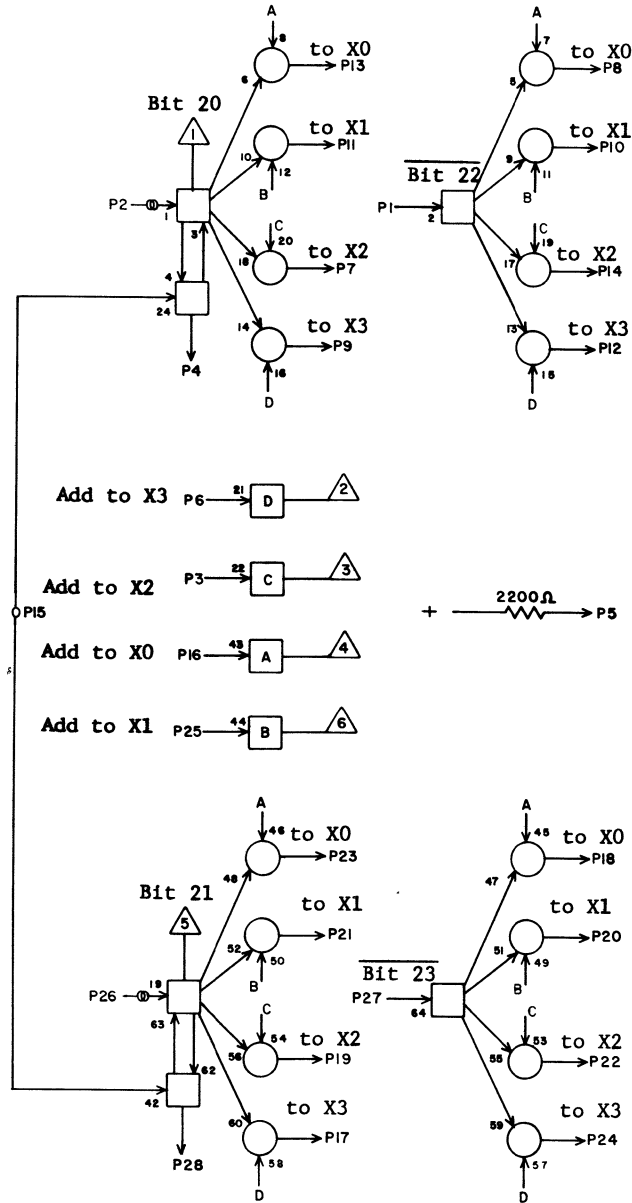 A
8
to X0
6
P13
Bit 20
1
to X1
10
P11
12
B
P2
1
3
C
20
to X2
18
P7
4
24
14
to X3
P9
16
P4
D
A
7
to X0
5
P8
to X1
9
P10
11
B
Bit 22
P1
2
C
19
to X2
17
P14
13
to X3
P12
15
D
Add to X3
P6
21
D
2
Add to X2
P3
22
C
3
P15
Add to X0
P16
43
A
4
Add to X1
P25
44
B
6
+
2200Ω
P5
A
46
to X0
P23
48
Bit 21
5
to X1
52
P21
50
B
P26
19
63
C
54
to X2
56
P19
62
42
to X3
60
P17
58
P28
D
A
45
to X0
P18
47
to X1
51
P20
49
B
Bit 23
P27
64
C
53
to X2
55
P22
to X3
59
P24
57
D